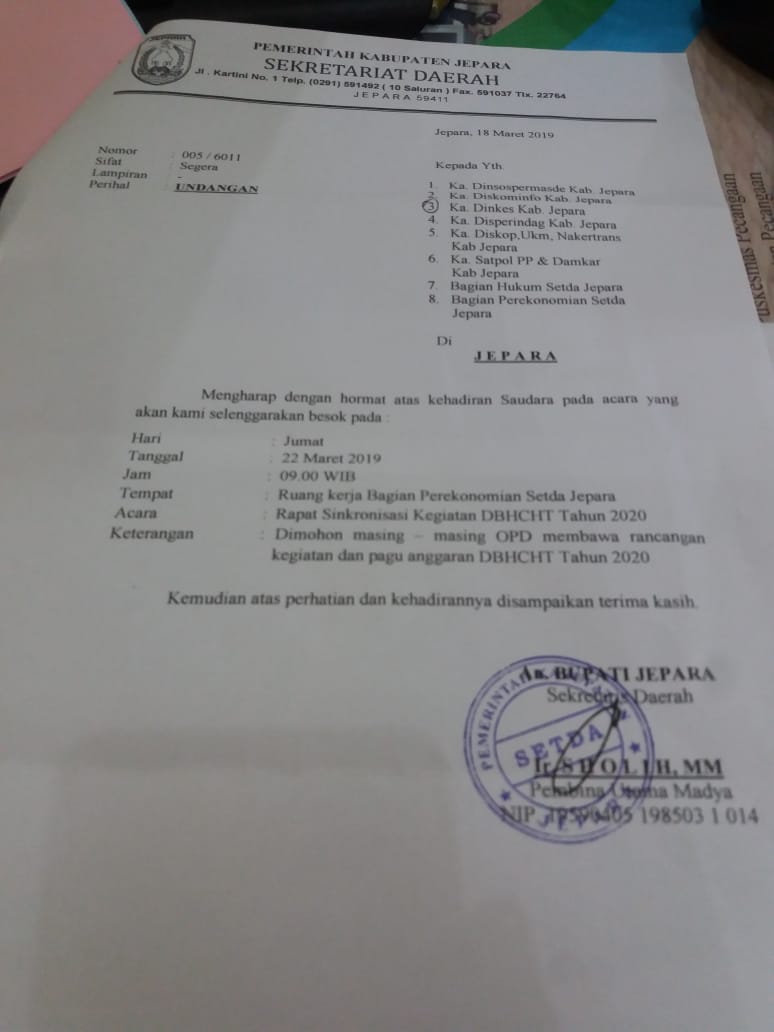 JEPARA
PEMERINTAH KABUPATEN JEPARA
SEKRETARIAT DAERAH
Jl . Kartini No. 1 Telp. (0291) 591492 ( 10 Saluran ) Fax. 591037 Tlx. 22764
JEPARA 59411
Jepara, 18 Maret 2019
Nomor : 005 / 6011
Sifat : Segera
Lampiran : -
Perihal : UNDANGAN
Kepada Yth.
1. Ka. Dinsospermasde Kab. Jepara
2. Ka. Diskominfo Kab. Jepara
3 Ka. Dinkes Kab. Jepara
4. Ka. Disperindag Kab. Jepara
5. Ka. Diskop,Ukm, Nakertrans
Kab Jepara
6. Ka. Satpol PP & Damkar
Kab Jepara
7. Bagian Hukum Setda Jepara
8. Bagian Perekonomian Setda
Jepara
Di
JEPARA
Mengharap dengan hormat atas kehadiran Saudara pada acara yang
akan kami selenggarakan besok pada :
Hari : Jumat
Tanggal : 22 Maret 2019
Jam : 09.00 WIB
Tempat : Ruang kerja Bagian Perekonomian Setda Jepara
Acara : Rapat Sinkronisasi Kegiatan DBHCHT Tahun 2020
Keterangan : Dimohon masing – masing OPD membawa rancangan
kegiatan dan pagu anggaran DBHCHT Tahun 2020
Kemudian atas perhatian dan kehadirannya disampaikan terima kasih.
An. BUPATI JEPARA
Sekretaris Daerah
Ir. SHOLIH, MM
Pembina Utama Madya
NIP. 19590405 198503 1 014
PEMERINTAH
SETDA
JEPARA
uskesmas Pecangaan
Pecangaan